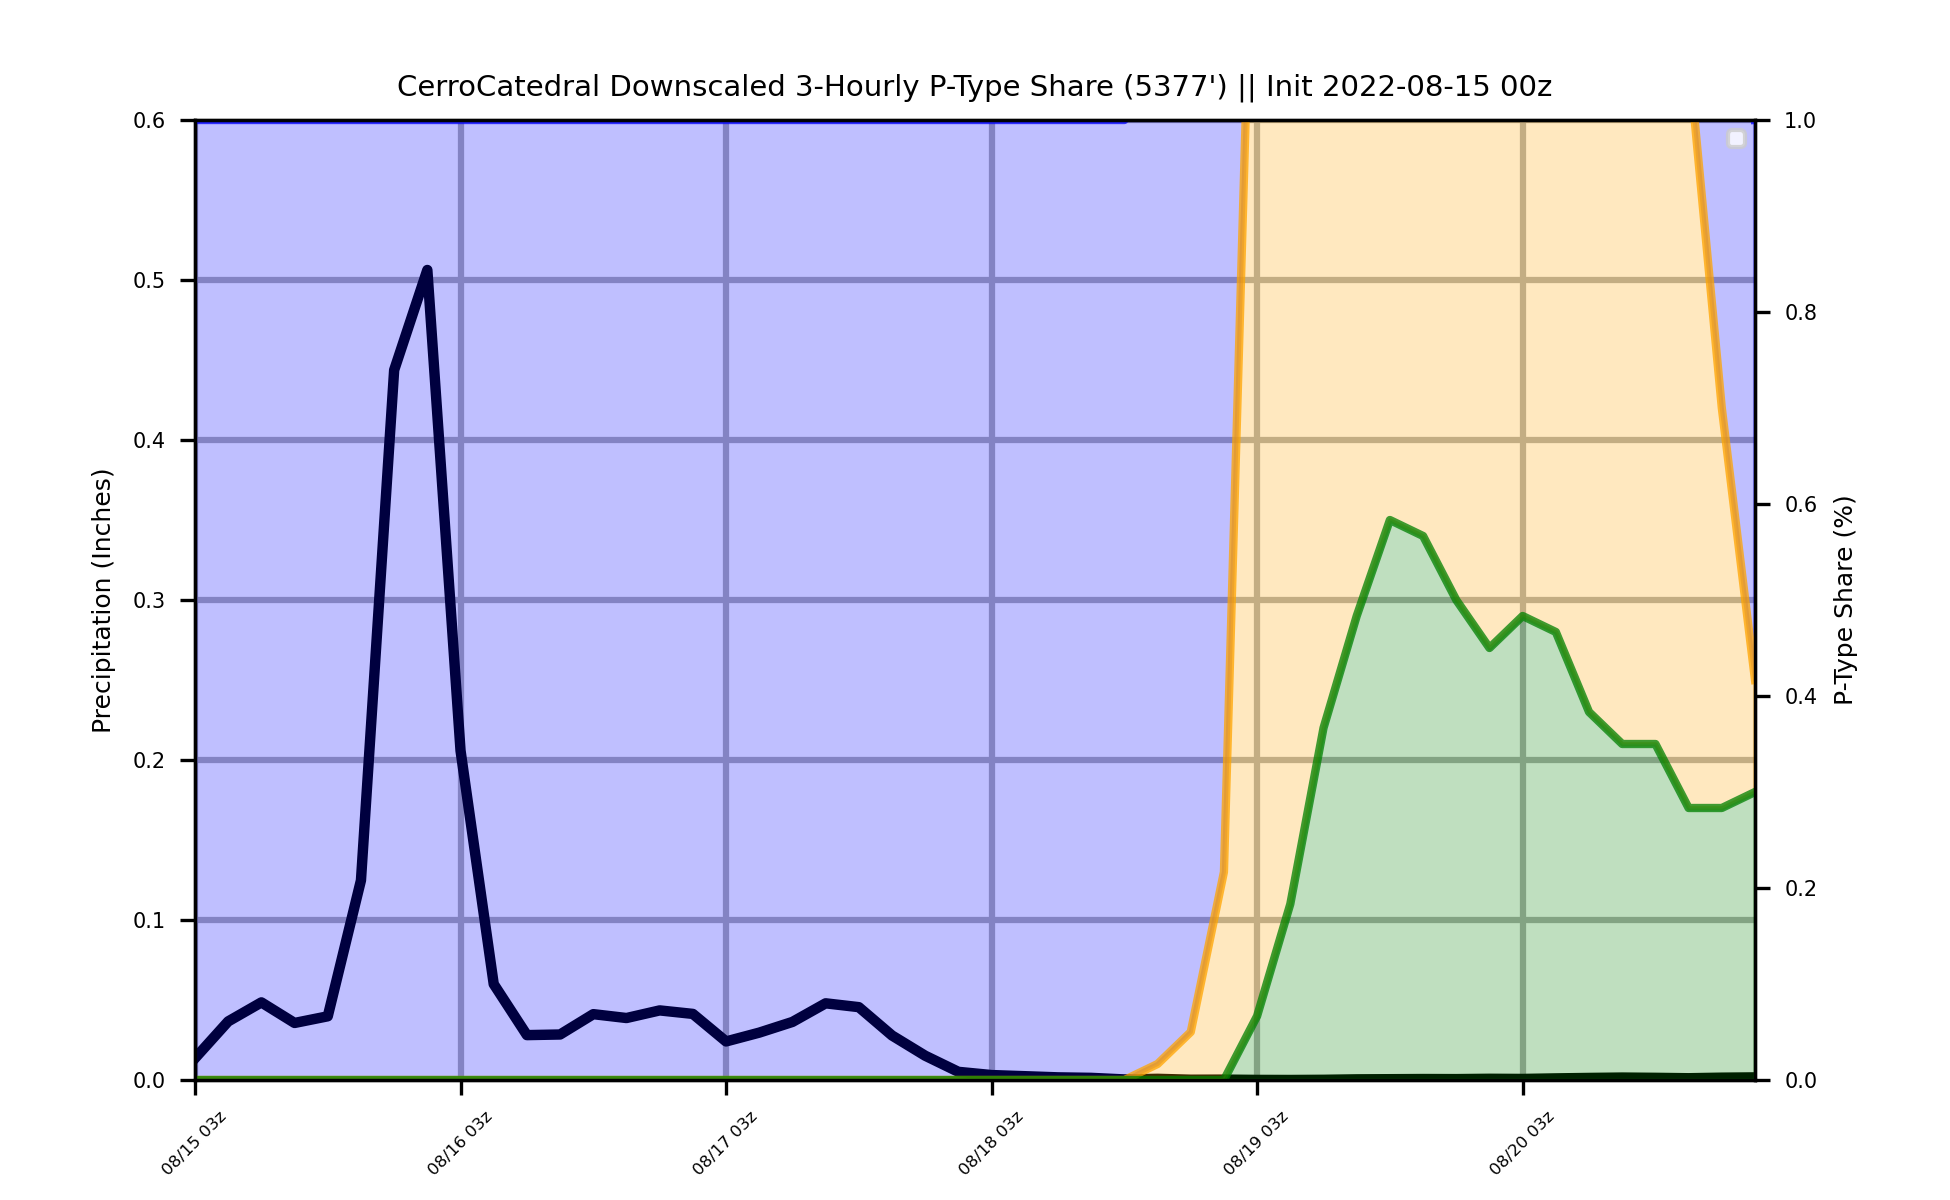 CerroCatedral Downscaled 3-Hourly P-Type Share (5377') || Init 2022-08-15 00z
0.6
0.5
0.4
0.3
0.2
0.1
0.0
Precipitation (Inches)
1.0
0.8
0.6
0.4
0.2
0.0
P-Type Share (%)
08/15 03z
08/16 03z
08/17 03z
08/18 03z
08/19 03z
08/20 03z